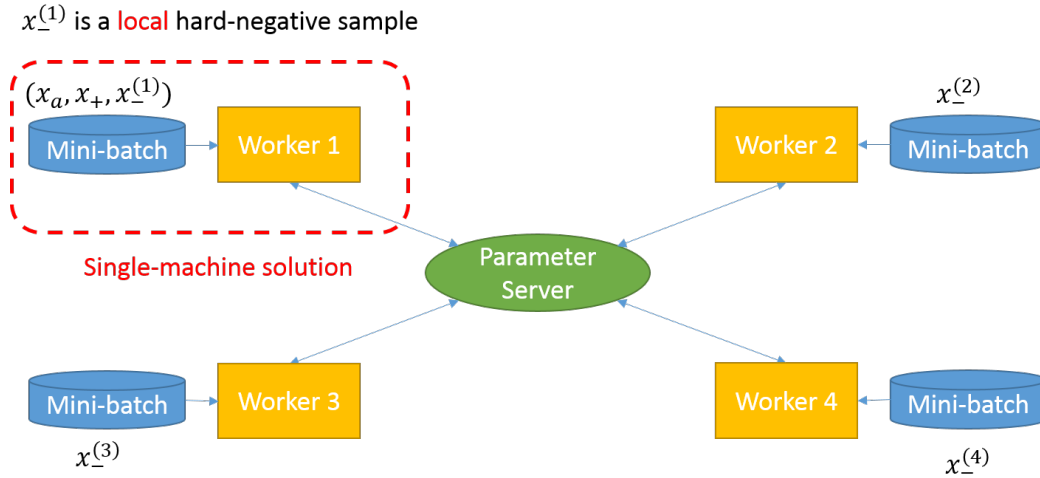 x_-^{(1)} is a local hard-negative sample
(x_a, x_+, x_-^{(1)})
x_-^{(2)}
Mini-batch
Worker 1
Worker 2
Mini-batch
Single-machine solution
Parameter
Server
Mini-batch
Worker 3
Worker 4
Mini-batch
x_-^{(3)}
x_-^{(4)}